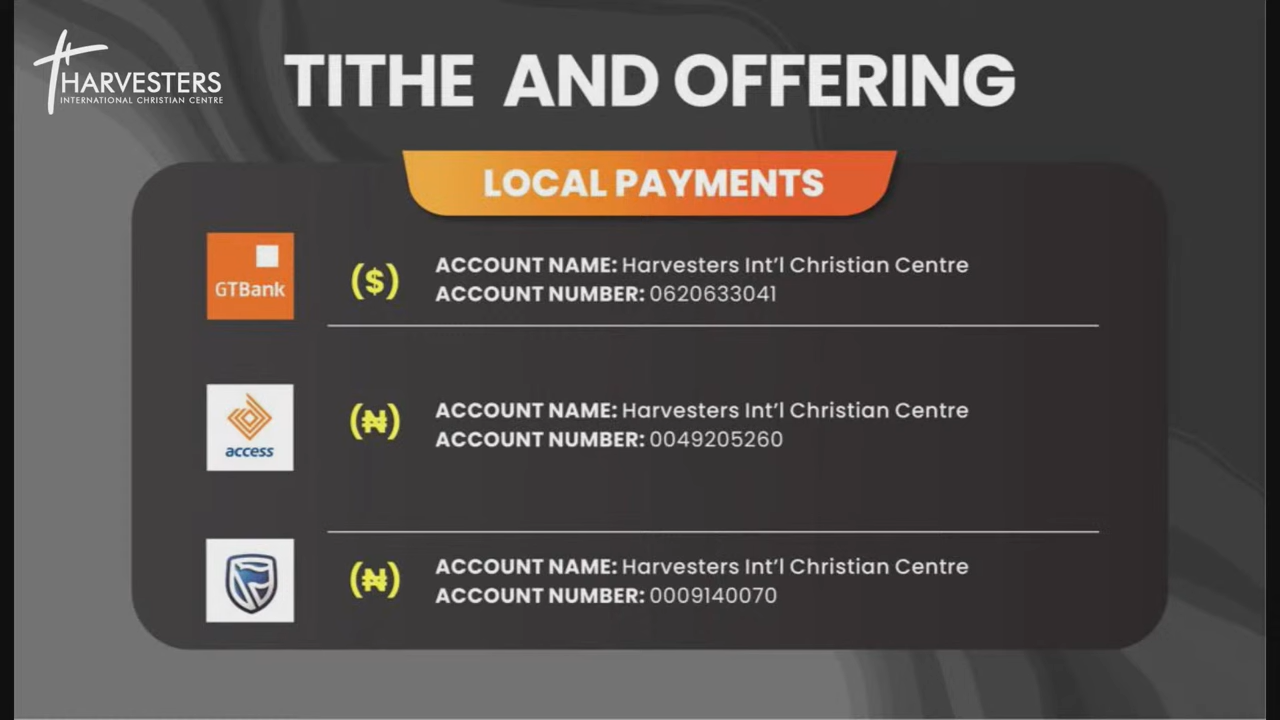 HARVESTERS
INTERNATIONAL CHRISTIAN CENTRE
TITHE AND OFFERING
LOCAL PAYMENTS
GTBank
($)
ACCOUNT NAME: Harvesters Int'l Christian Centre
ACCOUNT NUMBER: 0620633041
access
(₦)
ACCOUNT NAME: Harvesters Int'l Christian Centre
ACCOUNT NUMBER: 0049205260
(₦)
ACCOUNT NAME: Harvesters Int'l Christian Centre
ACCOUNT NUMBER: 0009140070